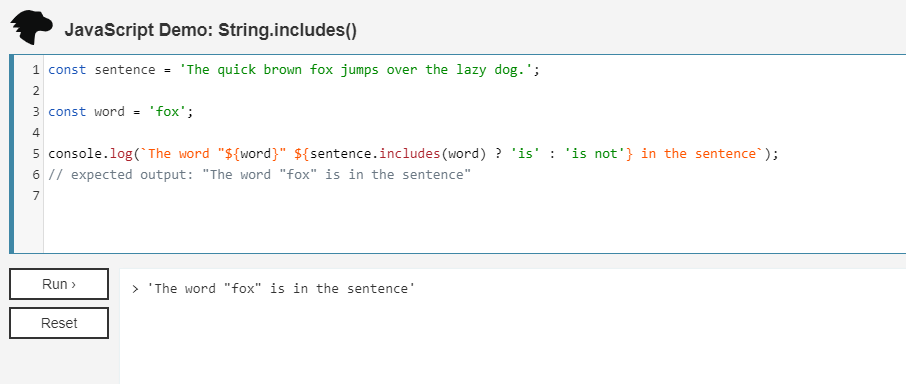 JavaScript Demo: String.includes()
1 const sentence = 'The quick brown fox jumps over the lazy dog.';
2
3 const word = 'fox';
4
5 console.log(`The word "${word}" ${sentence.includes(word) ? 'is' : 'is not'} in the sentence`);
6 // expected output: "The word "fox" is in the sentence"
7
Run ›
> 'The word "fox" is in the sentence'
Reset